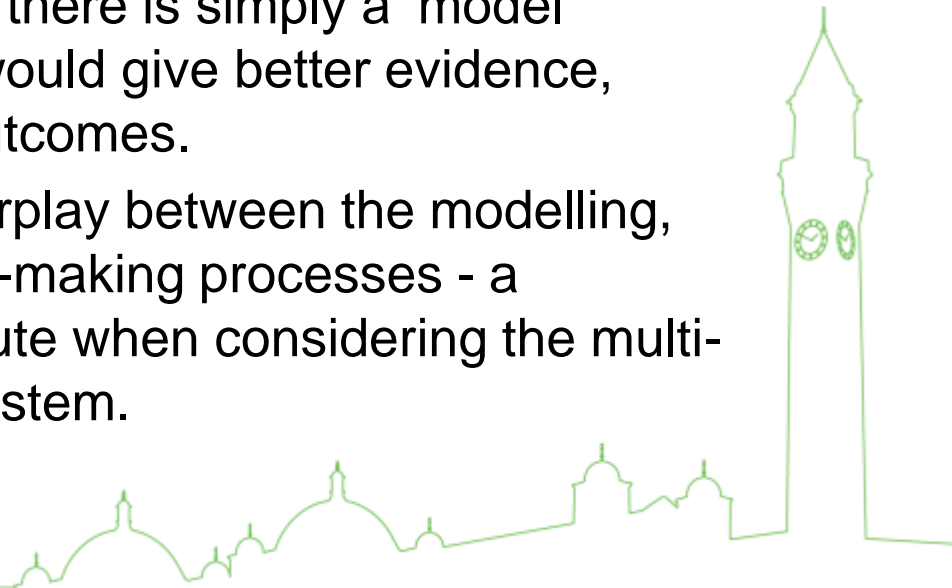 there is simply a 'model
would give better evidence,
utcomes.
rplay between the modelling,
-making processes - a
ute when considering the multi-
stem.